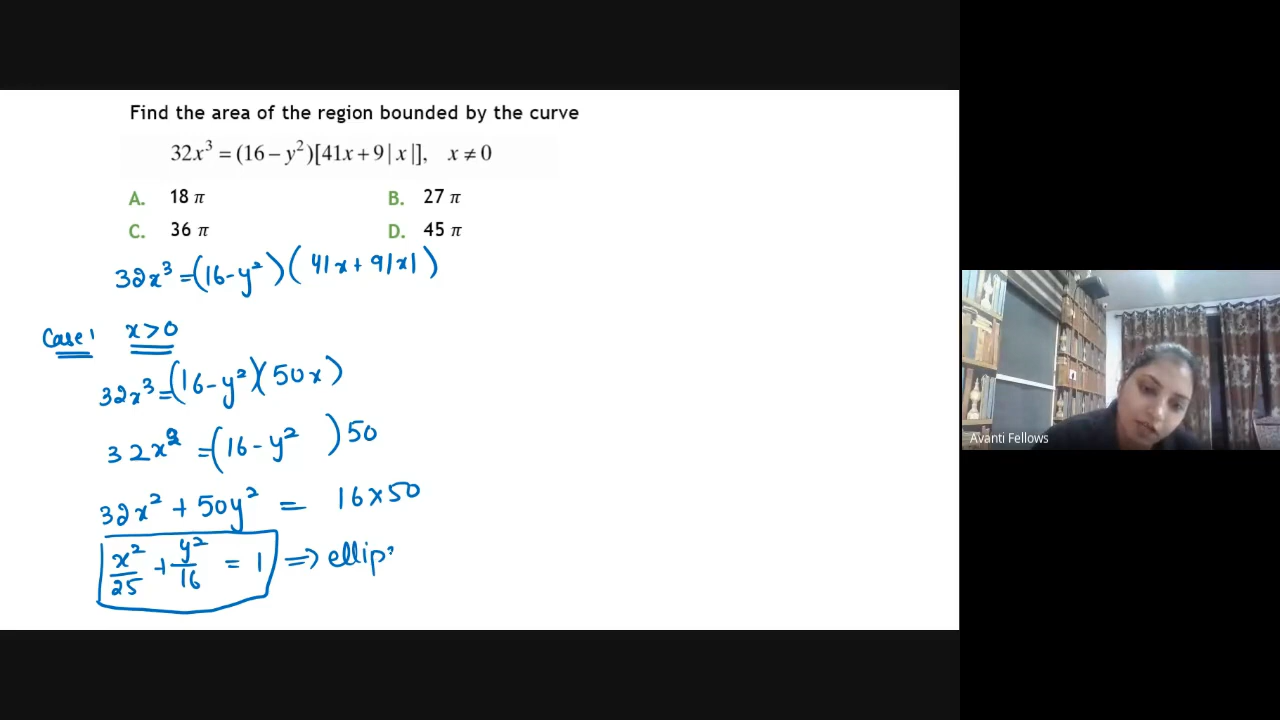 Find the area of the region bounded by the curve
32x³ = (16 – y²)[41x + 9|x|], x ≠ 0
A. 18 π B. 27 π
C. 36 π D. 45 π
32x³ = (16-y²)(41x + 9|x|)
Case 1 x>0
32x³ = (16-y²)(50x)
32x² = (16-y² ) 50
32x² + 50y² = 16×50
x²/25 + y²/16 = 1 ⇒ ellip
Avanti Fellows